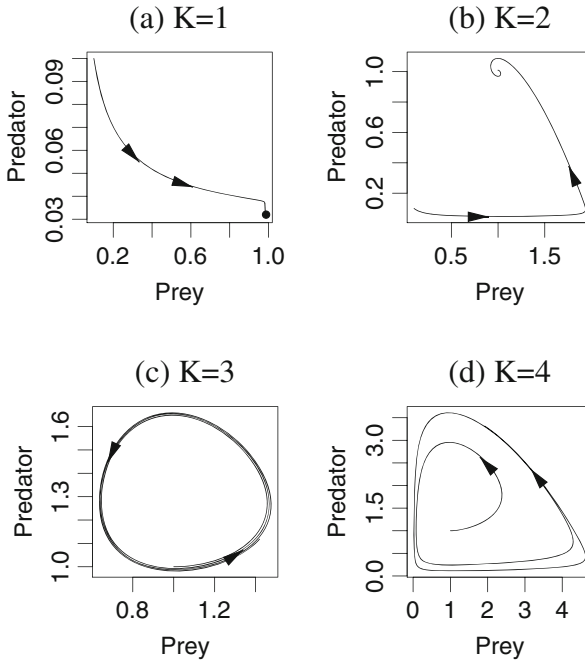 (a) K=1
Predator
0.03 0.06 0.09
0.2 0.6 1.0
Prey
(b) K=2
Predator
0.2 0.6 1.0
0.5 1.5
Prey
(c) K=3
Predator
1.0 1.3 1.6
0.8 1.2
Prey
(d) K=4
Predator
0.0 1.5 3.0
0 1 2 3 4
Prey